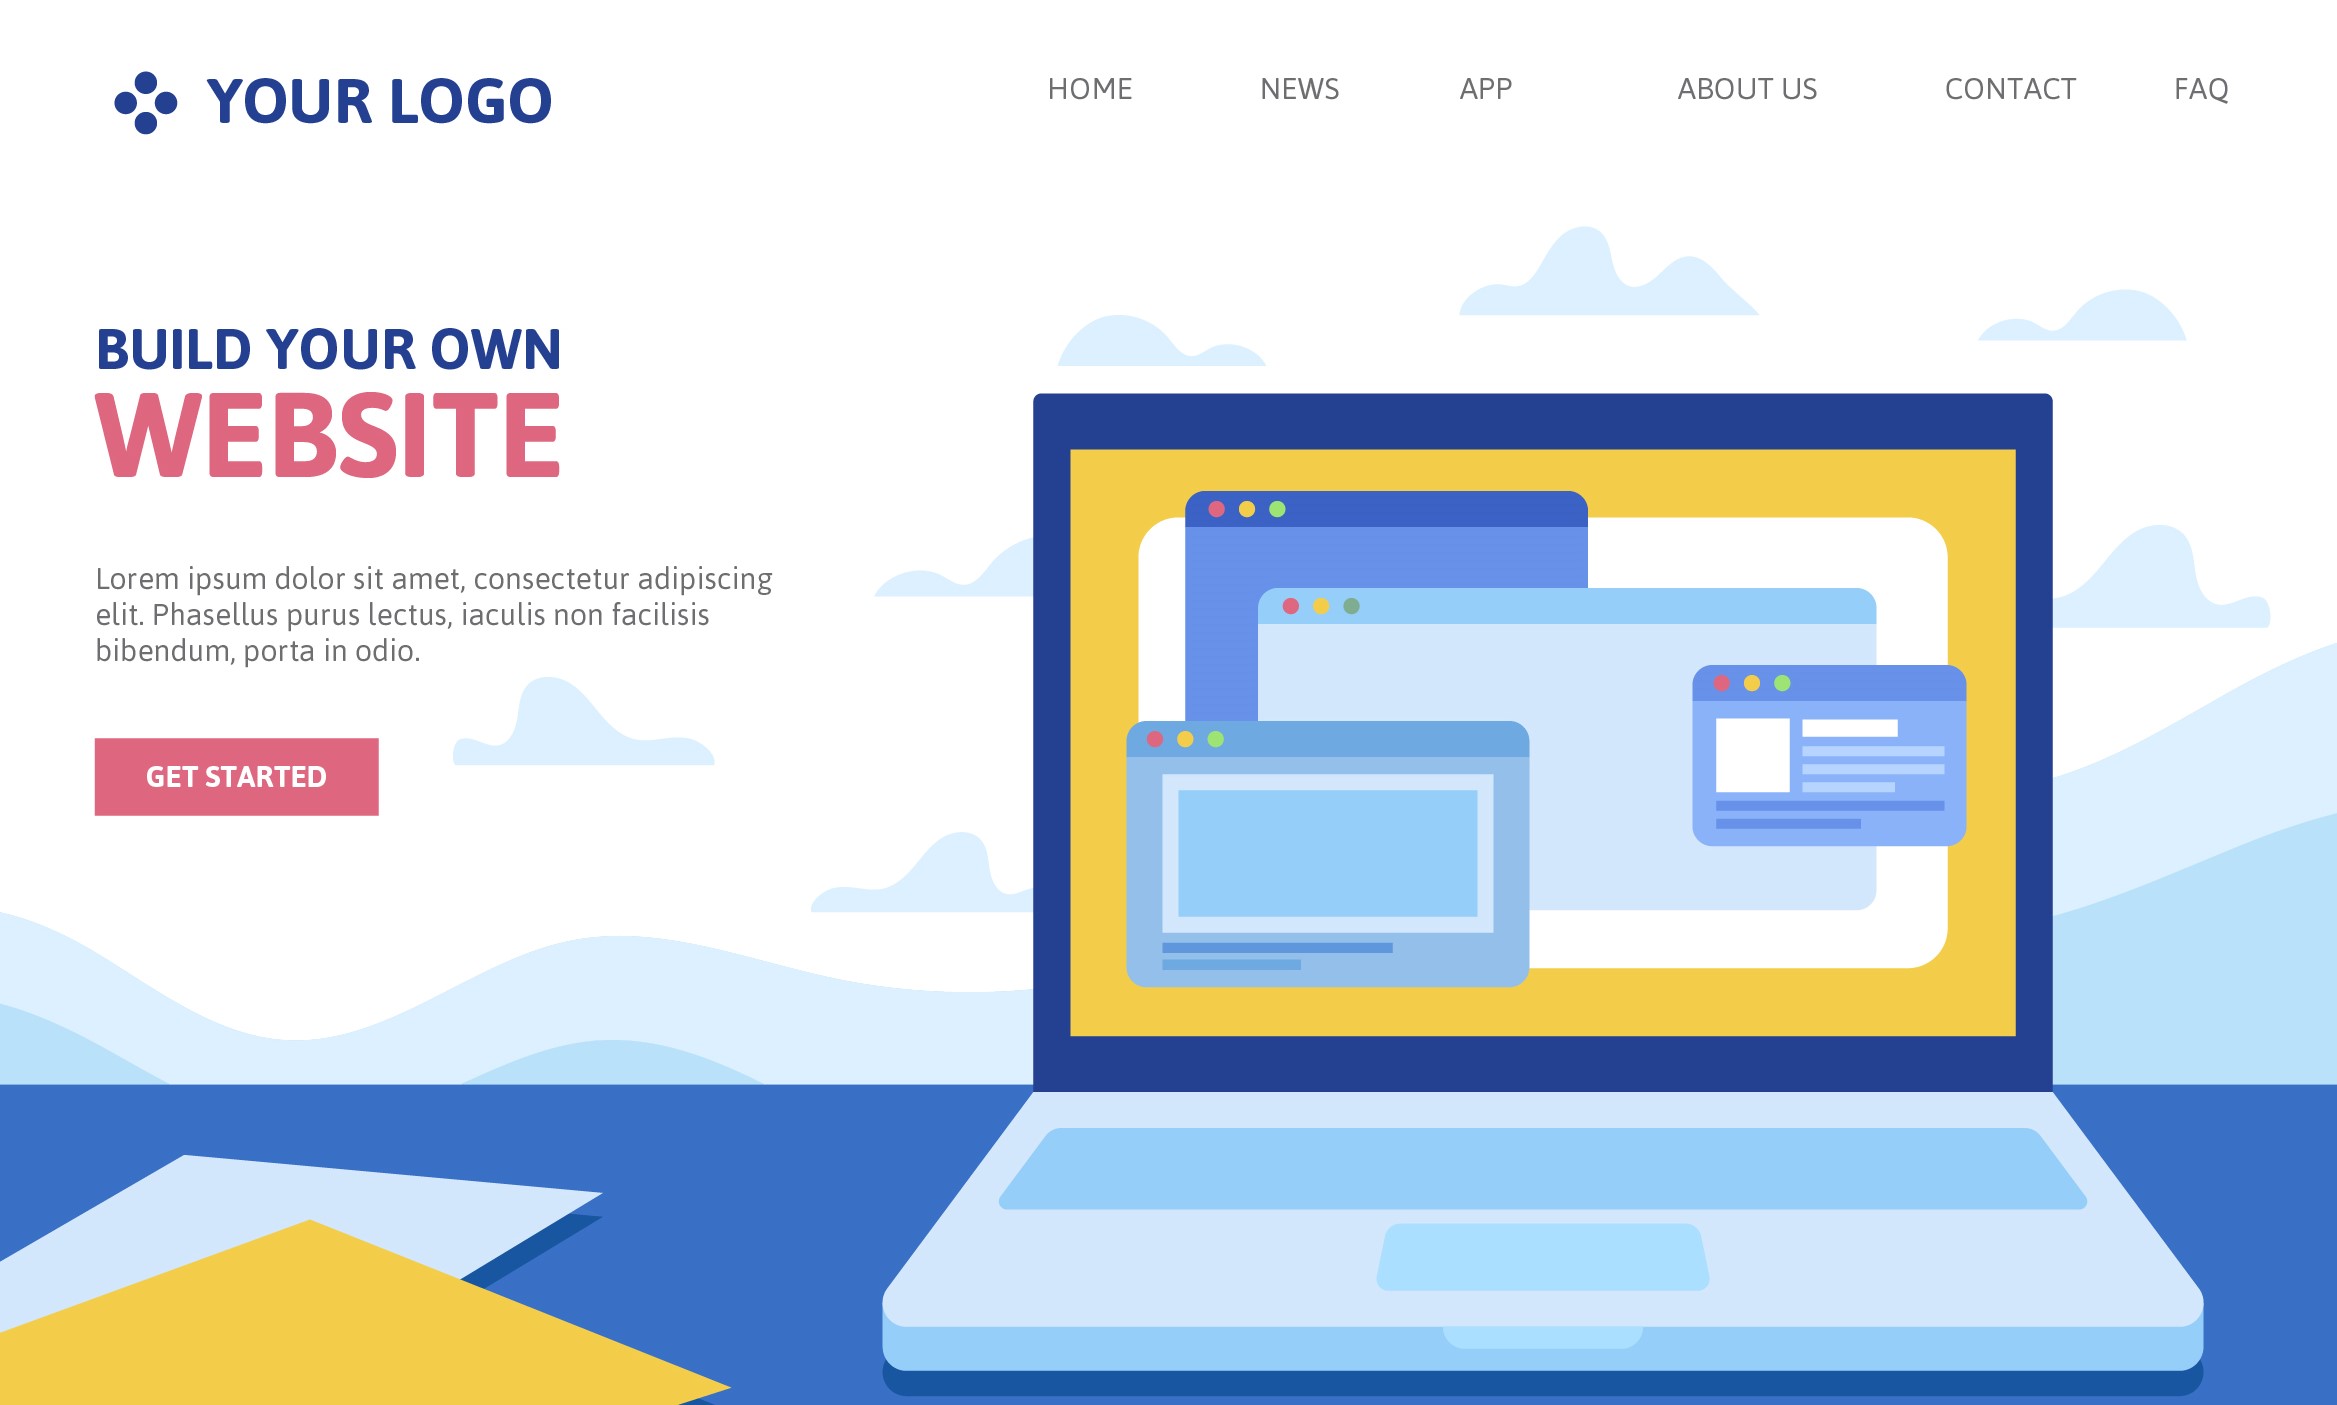 YOUR LOGO
HOME NEWS APP ABOUT US CONTACT FAQ
BUILD YOUR OWN
WEBSITE
Lorem ipsum dolor sit amet, consectetur adipiscing
elit. Phasellus purus lectus, iaculis non facilisis
bibendum, porta in odio.
GET STARTED